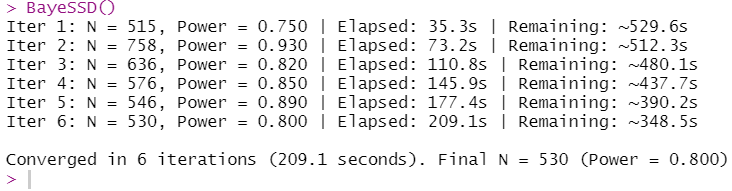 > BayeSSD()
Iter 1: N = 515, Power = 0.750 | Elapsed: 35.3s | Remaining: ~529.6s
Iter 2: N = 758, Power = 0.930 | Elapsed: 73.2s | Remaining: ~512.3s
Iter 3: N = 636, Power = 0.820 | Elapsed: 110.8s | Remaining: ~480.1s
Iter 4: N = 576, Power = 0.850 | Elapsed: 145.9s | Remaining: ~437.7s
Iter 5: N = 546, Power = 0.890 | Elapsed: 177.4s | Remaining: ~390.2s
Iter 6: N = 530, Power = 0.800 | Elapsed: 209.1s | Remaining: ~348.5s
Converged in 6 iterations (209.1 seconds). Final N = 530 (Power = 0.800)
>